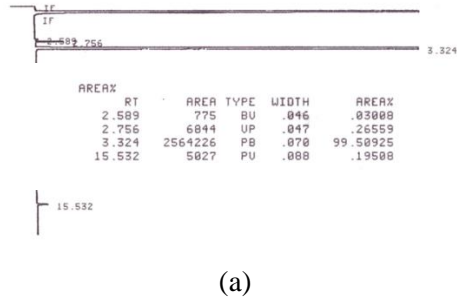 IF
IF
2.589 2.756
3.324
AREA%
RT AREA TYPE WIDTH AREA%
2.589 775 BV .046 .03008
2.756 6844 VP .047 .26559
3.324 2564226 PB .070 99.50925
15.532 5027 PV .088 .19508
15.532
(a)